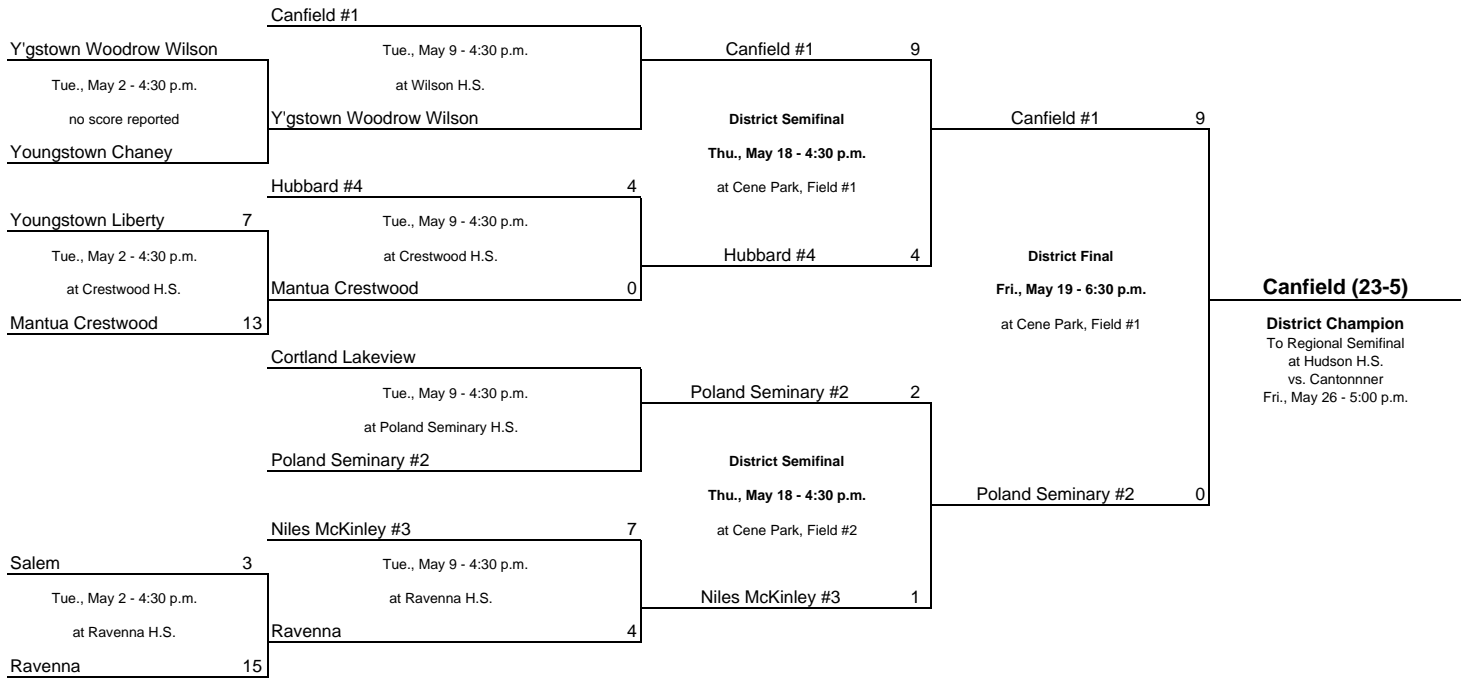 Canfield #1
Y'gstown Woodrow Wilson
Tue., May 9 - 4:30 p.m.
Canfield #1 9
Tue., May 2 - 4:30 p.m.
at Wilson H.S.
no score reported
Y'gstown Woodrow Wilson
District Semifinal
Canfield #1 9
Youngstown Chaney
Thu., May 18 - 4:30 p.m.
Hubbard #4 4
at Cene Park, Field #1
Youngstown Liberty 7
Tue., May 9 - 4:30 p.m.
Tue., May 2 - 4:30 p.m.
at Crestwood H.S.
Hubbard #4 4
District Final
at Crestwood H.S.
Mantua Crestwood 0
Fri., May 19 - 6:30 p.m.
Canfield (23-5)
Mantua Crestwood 13
at Cene Park, Field #1
District Champion
To Regional Semifinal
at Hudson H.S.
vs. Cantonnner
Fri., May 26 - 5:00 p.m.
Cortland Lakeview
Tue., May 9 - 4:30 p.m.
Poland Seminary #2 2
at Poland Seminary H.S.
Poland Seminary #2
District Semifinal
Thu., May 18 - 4:30 p.m.
Poland Seminary #2 0
Niles McKinley #3 7
at Cene Park, Field #2
Salem 3
Tue., May 9 - 4:30 p.m.
Tue., May 2 - 4:30 p.m.
at Ravenna H.S.
Niles McKinley #3 1
at Ravenna H.S.
Ravenna 4
Ravenna 15